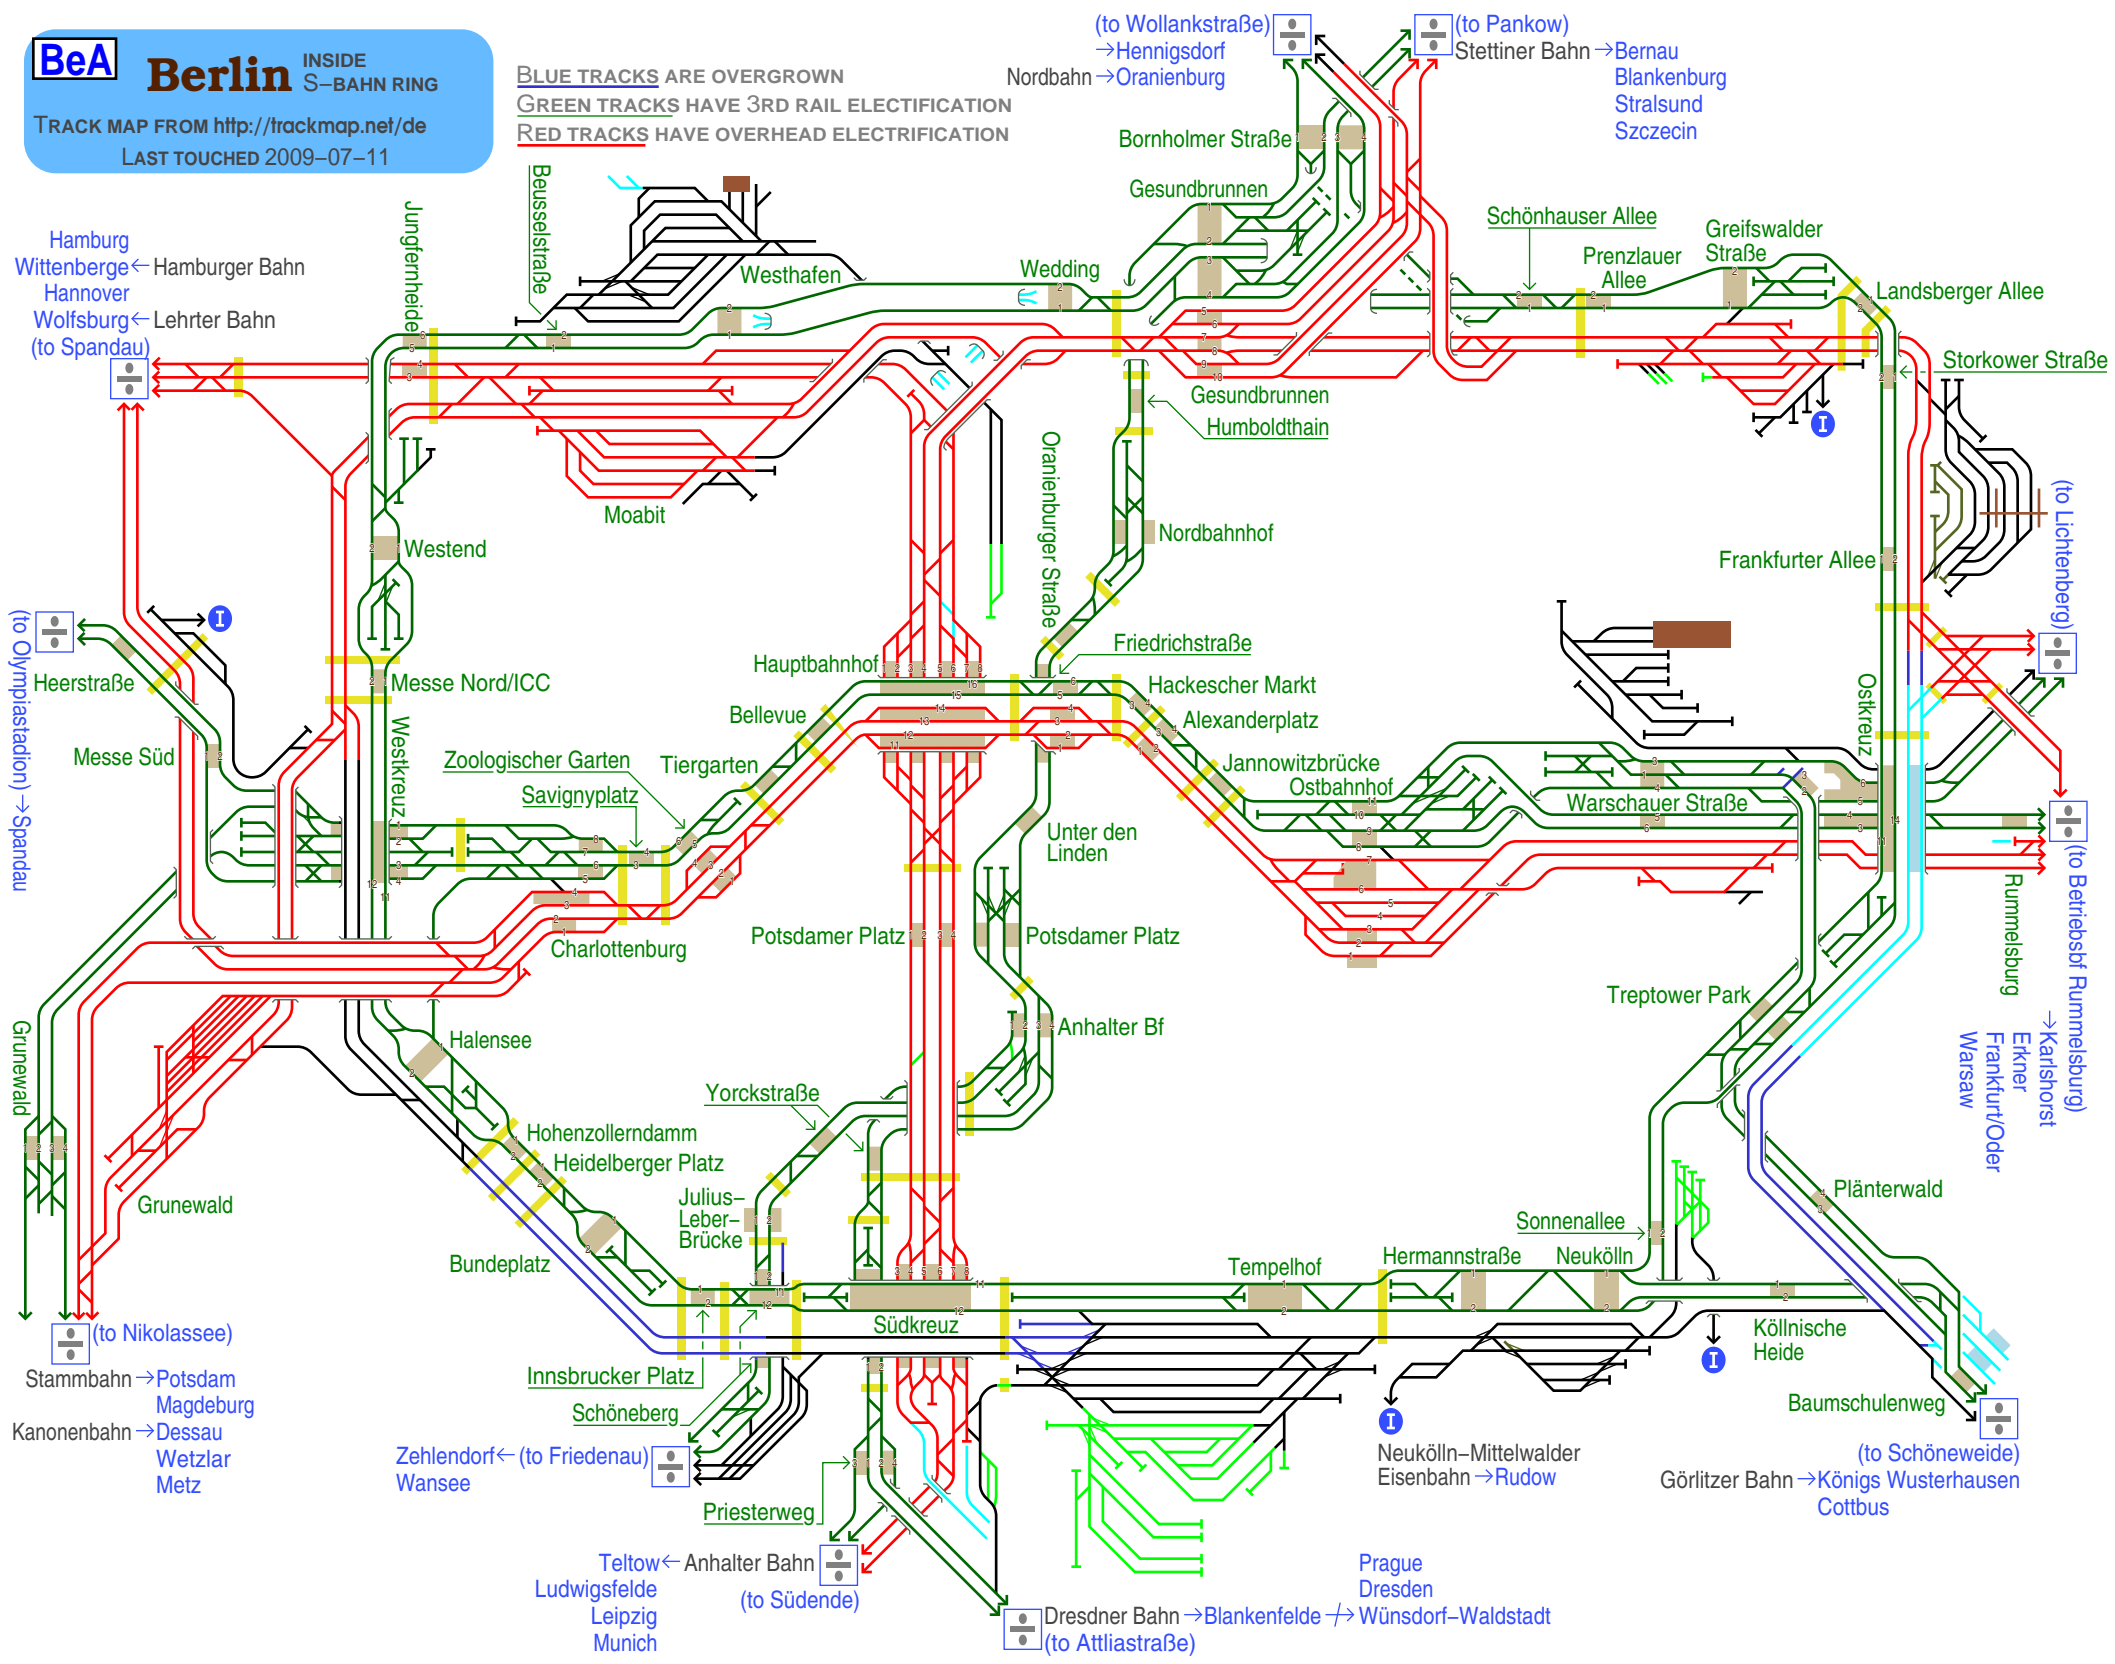 BeA
Berlin INSIDE
S–BAHN RING
TRACK MAP FROM http://trackmap.net/de
LAST TOUCHED 2009–07–11
BLUE TRACKS ARE OVERGROWN
GREEN TRACKS HAVE 3RD RAIL ELECTIFICATION
RED TRACKS HAVE OVERHEAD ELECTRIFICATION
(to Wollankstraße)
→Hennigsdorf
Nordbahn→Oranienburg
(to Pankow)
Stettiner Bahn→Bernau
Blankenburg
Stralsund
Szczecin
Bornholmer Straße
Gesundbrunnen
Beusselstraße
Jungfernheide
Westhafen
Wedding
Schönhauser Allee
Prenzlauer
Allee
Greifswalder
Straße
Landsberger Allee
Storkower Straße
Hamburg
Wittenberge←Hamburger Bahn
Hannover
Wolfsburg←Lehrter Bahn
(to Spandau)
Gesundbrunnen
Humboldthain
I
Oranienburger Straße
Moabit
Nordbahnhof
Westend
Frankfurter Allee
(to Lichtenberg)
I
(to Olympiastadion)→Spandau
Heerstraße
Messe Nord/ICC
Hauptbahnhof
Friedrichstraße
Hackescher Markt
Alexanderplatz
Bellevue
Messe Süd
Westkreuz
Zoologischer Garten
Savignyplatz
Tiergarten
Jannowitzbrücke
Ostbahnhof
Warschauer Straße
Ostkreuz
Unter den
Linden
Charlottenburg
Potsdamer Platz
Potsdamer Platz
Rummelsburg
(to Betriebsbf Rummelsburg)
→Karlshorst
Erkner
Frankfurt/Oder
Warsaw
Treptower Park
Anhalter Bf
Grunewald
Halensee
Yorckstraße
Hohenzollerndamm
Heidelberger Platz
Grunewald
Julius–
Leber–
Brücke
Plänterwald
Sonnenallee
Bundeplatz
Tempelhof
Hermannstraße
Neukölln
Südkreuz
Köllnische
Heide
(to Nikolassee)
Stammbahn→Potsdam
Magdeburg
Kanonenbahn→Dessau
Wetzlar
Metz
Innsbrucker Platz
Schöneberg
I
I
Baumschulenweg
Zehlendorf←(to Friedenau)
Wansee
Neukölln–Mittelwalder
Eisenbahn→Rudow
(to Schöneweide)
Görlitzer Bahn→Königs Wusterhausen
Cottbus
Priesterweg
Teltow←Anhalter Bahn
Ludwigsfelde
Leipzig
Munich
(to Südende)
Prague
Dresden
Dresdner Bahn→Blankenfelde→Wünsdorf–Waldstadt
(to Attliastraße)